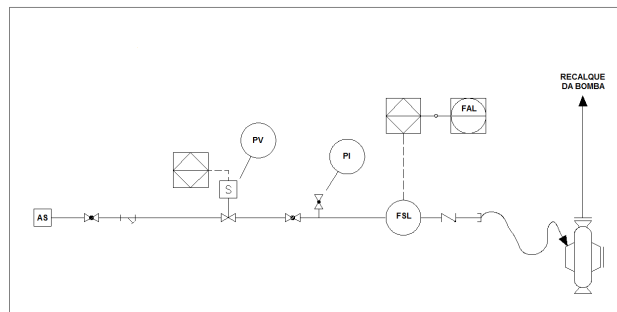 RECALQUE
DA BOMBA
FAL
PV
PI
S
AS
FSL